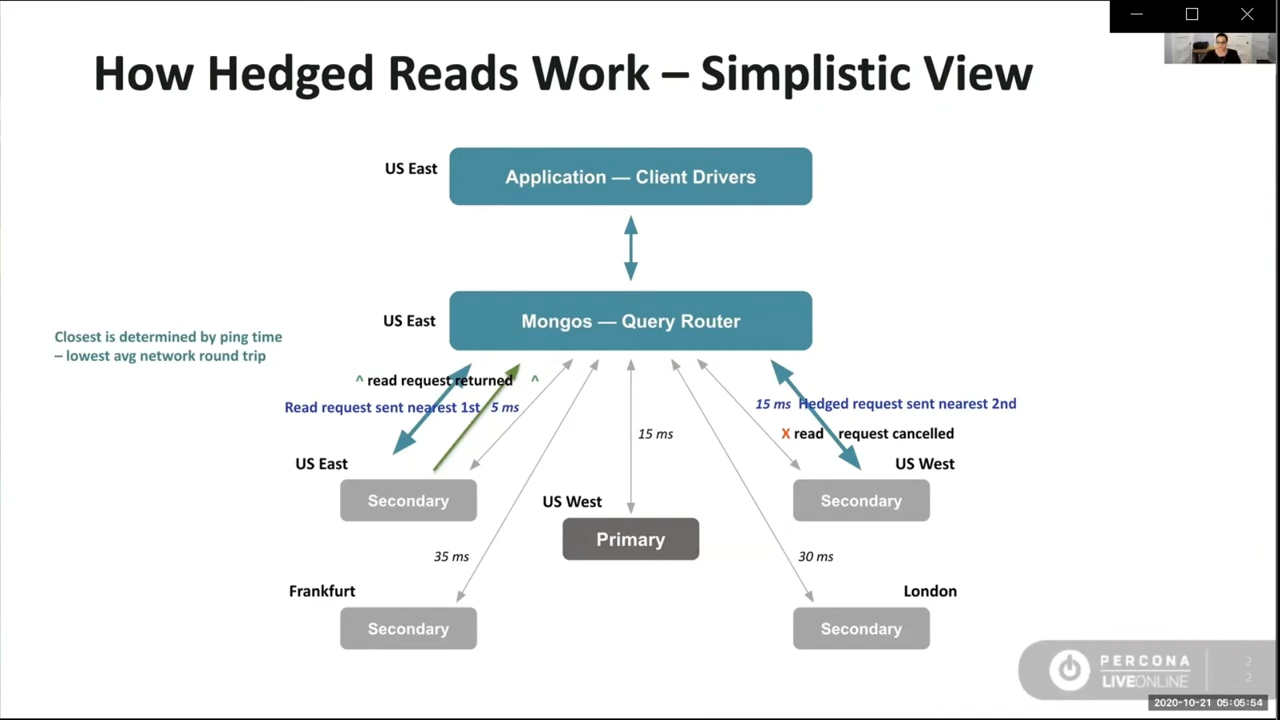 How Hedged Reads Work – Simplistic View
US East
Application — Client Drivers
US East
Mongos — Query Router
Closest is determined by ping time
– lowest avg network round trip
^ read request returned ^
Read request sent nearest 1st 5 ms
15 ms Hedged request sent nearest 2nd
X read request cancelled
15 ms
US East
US West
Secondary
Secondary
US West
Primary
35 ms
30 ms
Frankfurt
London
Secondary
Secondary
PERCONA
LIVEONLINE
2
2
2020-10-21 05:05:54